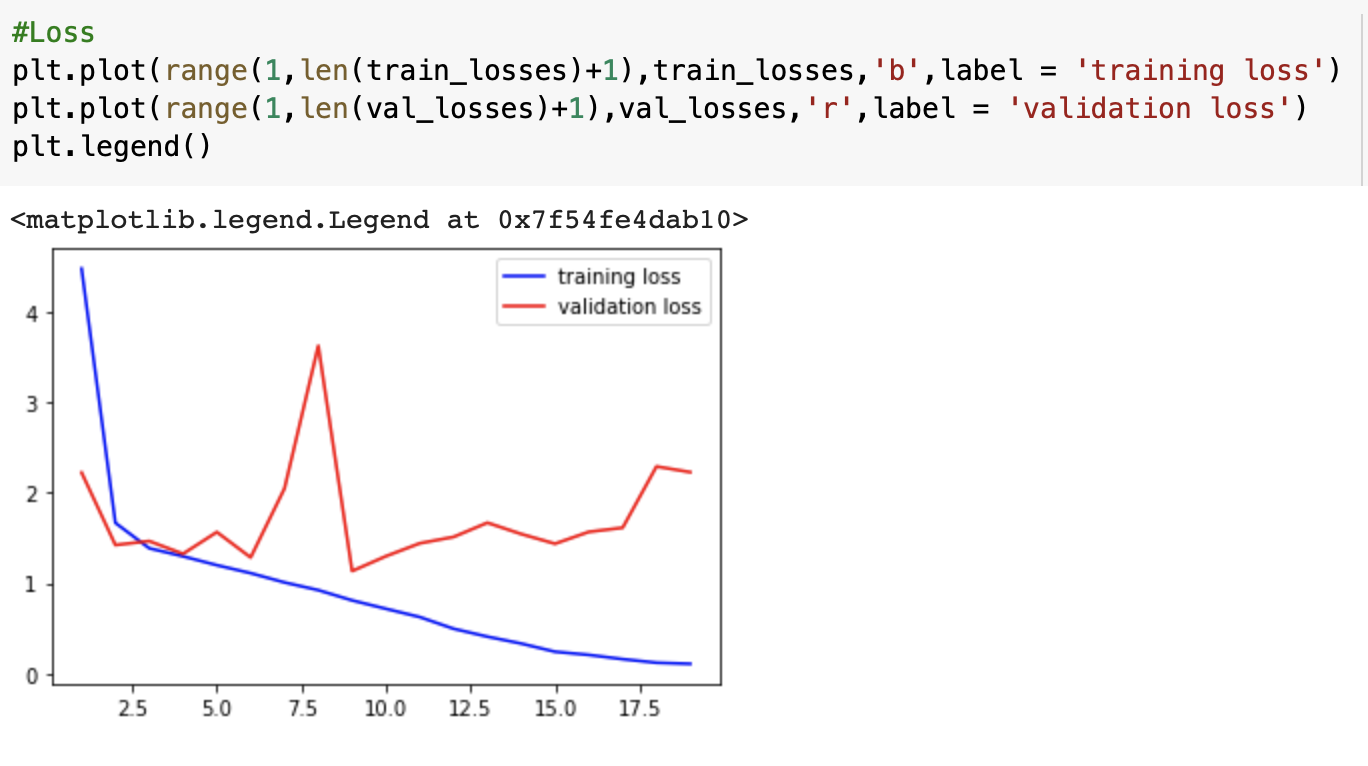 #Loss
plt.plot(range(1,len(train_losses)+1),train_losses,'b',label = 'training loss')
plt.plot(range(1,len(val_losses)+1),val_losses,'r',label = 'validation loss')
plt.legend()
<matplotlib.legend.Legend at 0x7f54fe4dab10>
training loss
validation loss
4
3
2
1
0
2.5 5.0 7.5 10.0 12.5 15.0 17.5